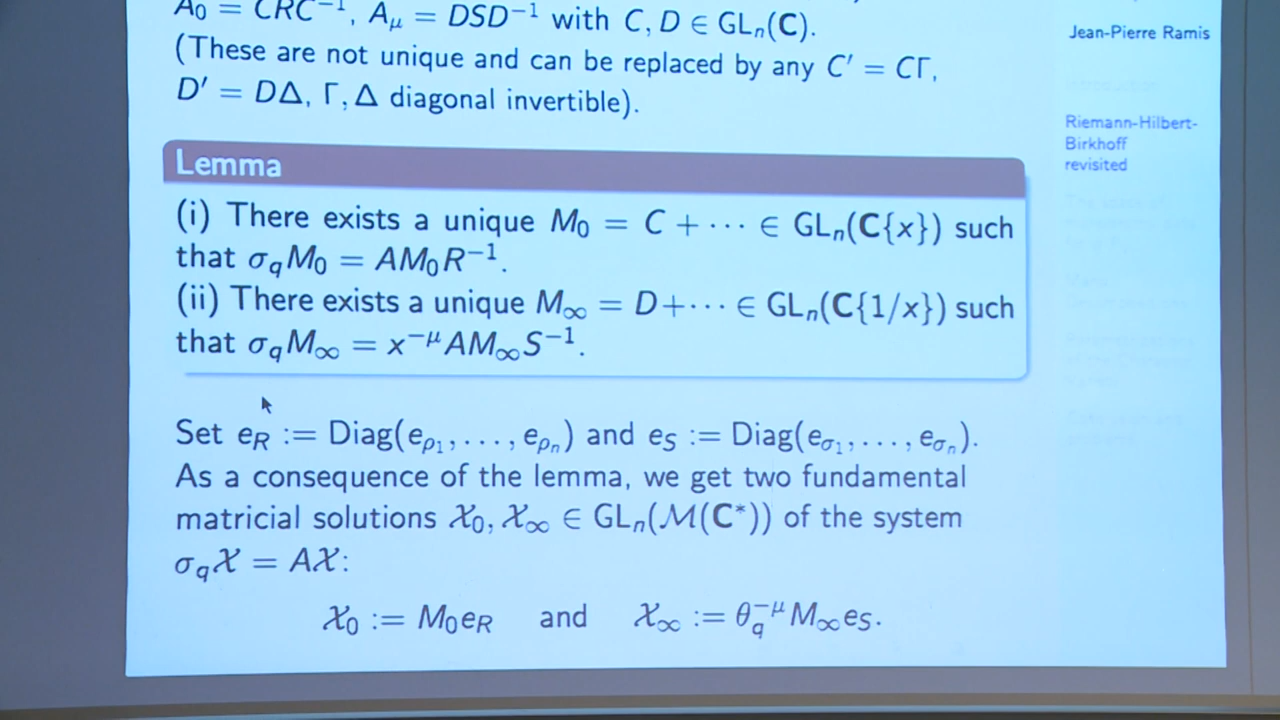 A₀ = CRC⁻¹, A_μ = DSD⁻¹ with C, D ∈ GLₙ(C).
(These are not unique and can be replaced by any C′ = CΓ,
D′ = DΔ, Γ, Δ diagonal invertible).
Lemma
(i) There exists a unique M₀ = C + ⋯ ∈ GLₙ(C{x}) such
that σ_qM₀ = AM₀R⁻¹.
(ii) There exists a unique M_∞ = D+⋯ ∈ GLₙ(C{1/x}) such
that σ_qM_∞ = x^{−μ}AM_∞S⁻¹.
Set e_R := Diag(e_{ρ₁}, . . . , e_{ρₙ}) and e_S := Diag(e_{σ₁}, . . . , e_{σₙ}).
As a consequence of the lemma, we get two fundamental
matricial solutions 𝒳₀, 𝒳_∞ ∈ GLₙ(ℳ(C*)) of the system
σ_q𝒳 = A𝒳:
𝒳₀ := M₀e_R and 𝒳_∞ := θ_q^{−μ}M_∞e_S.
Jean-Pierre Ramis
Riemann-Hilbert-
Birkhoff
revisited